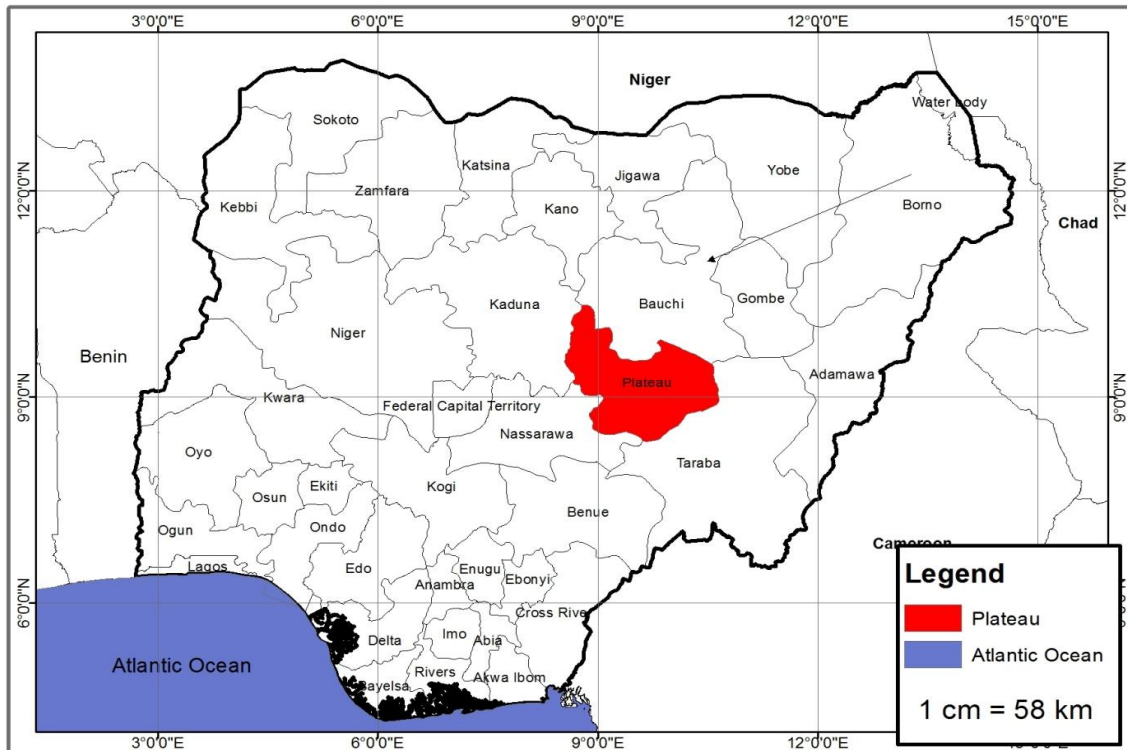 3°0'0"E 6°0'0"E 9°0'0"E 12°0'0"E 15°0'0"E
Niger
Water body
Sokoto
Katsina
Jigawa
Yobe
12°0'0"N
12°0'0"N
Zamfara
Kebbi
Kano
Borno
Chad
Kaduna
Bauchi
Gombe
Niger
Benin
Plateau
Adamawa
9°0'0"N
9°0'0"N
Kwara
Federal Capital Territory
Nassarawa
Oyo
Taraba
Kogi
Ekiti
Osun
Benue
Ogun
Ondo
Cameroon
Lagos
Edo
Enugu
Ebonyi
Anambra
6°0'0"N
Cross River
Delta
Imo
Abia
Atlantic Ocean
Rivers
Akwa Ibom
Bayelsa
Legend
Plateau
Atlantic Ocean
1 cm = 58 km
3°0'0"E 6°0'0"E 9°0'0"E 12°0'0"E